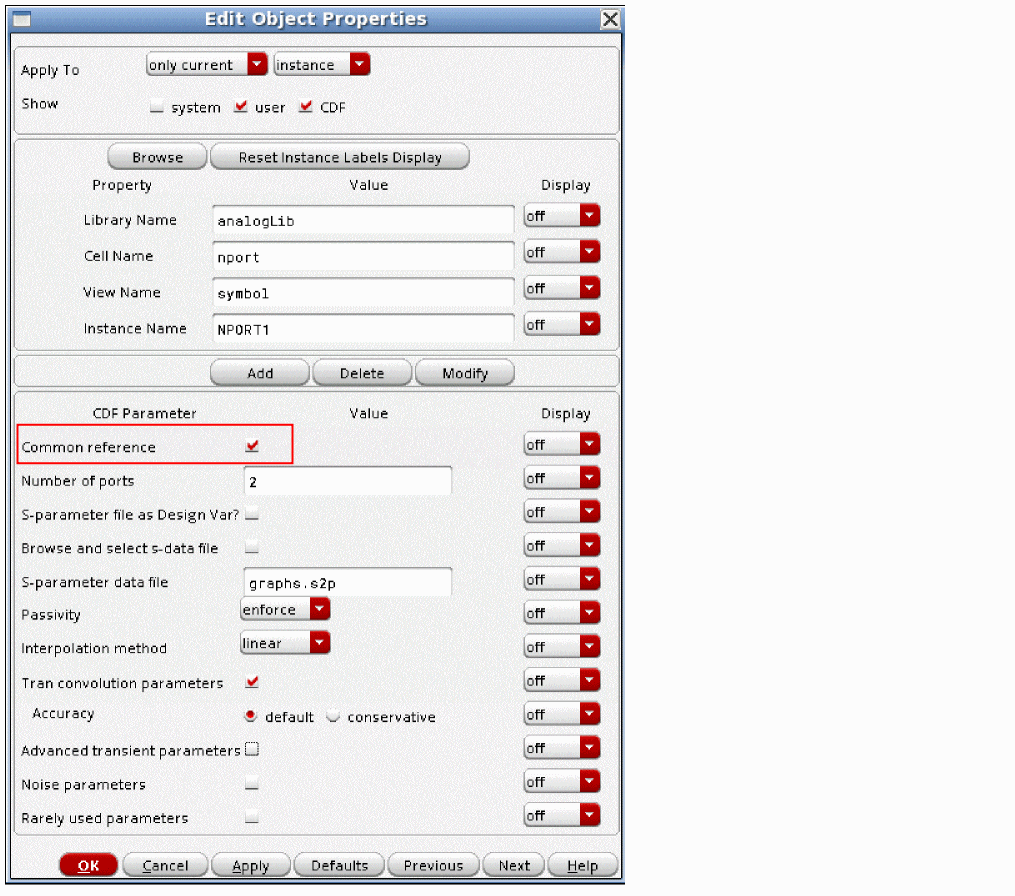 Edit Object Properties
Apply To only current instance
Show system user CDF
Browse Reset Instance Labels Display
Property Value Display
Library Name analogLib off
Cell Name nport off
View Name symbol off
Instance Name NPORT1 off
Add Delete Modify
CDF Parameter Value Display
Common reference off
Number of ports 2 off
S-parameter file as Design Var? off
Browse and select s-data file off
S-parameter data file graphs.s2p off
Passivity enforce off
Interpolation method linear off
Tran convolution parameters off
Accuracy default conservative off
Advanced transient parameters off
Noise parameters off
Rarely used parameters off
OK Cancel Apply Defaults Previous Next Help